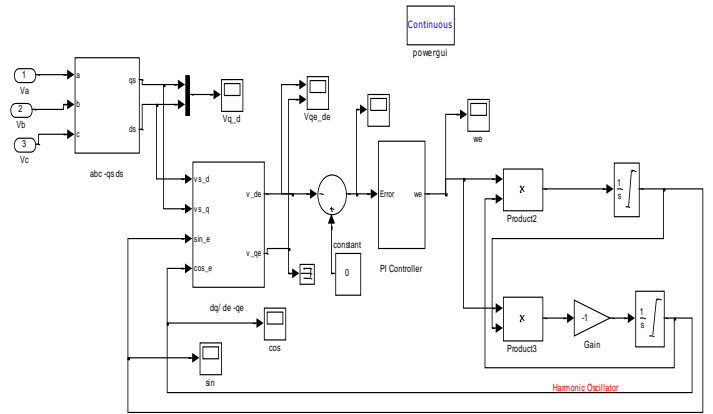 Continuous
powergui
1
Va
2
Vb
3
Vc
a
b
c
qs
ds
abc -qs ds
Vq_d
Vqe_de
we
vs_d
vs_q
sin_e
cos_e
v_de
v_qe
dq/ de -qe
constant
0
Error
we
PI Controller
x
Product2
1
s
x
Product3
-1
Gain
1
s
cos
sin
Harmonic Oscillator